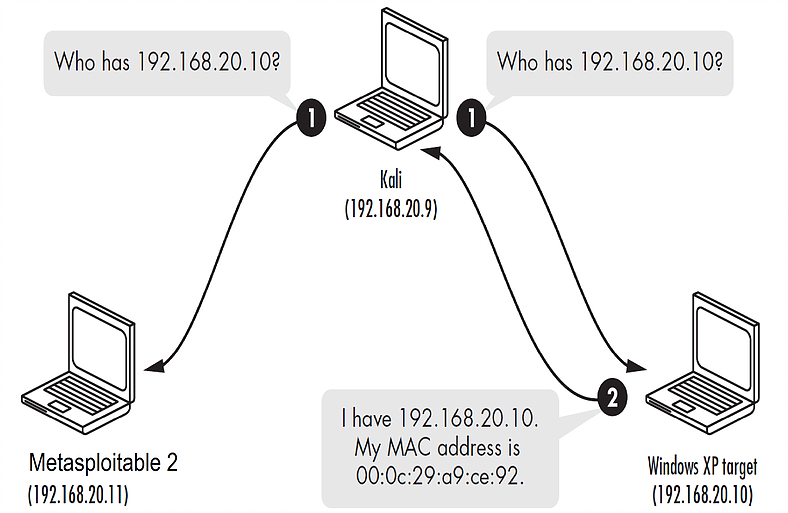 Who has 192.168.20.10?
1
1
Who has 192.168.20.10?
Kali
(192.168.20.9)
I have 192.168.20.10.
My MAC address is
00:0c:29:a9:ce:92.
2
Metasploitable 2
(192.168.20.11)
Windows XP target
(192.168.20.10)